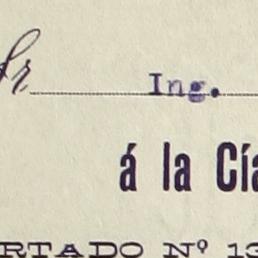 Sr Ing.
á la Cía
RTADO Nº 13